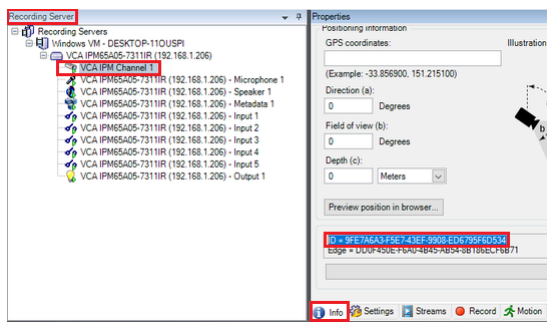 Recording Server
Recording Servers
Windows VM - DESKTOP-11OUSPI
VCA IPM65A05-7311IR (192.168.1.206)
VCA IPM Channel 1
VCA IPM65A05-7311IR (192.168.1.206) - Microphone 1
VCA IPM65A05-7311IR (192.168.1.206) - Speaker 1
VCA IPM65A05-7311IR (192.168.1.206) - Metadata 1
VCA IPM65A05-7311IR (192.168.1.206) - Input 1
VCA IPM65A05-7311IR (192.168.1.206) - Input 2
VCA IPM65A05-7311IR (192.168.1.206) - Input 3
VCA IPM65A05-7311IR (192.168.1.206) - Input 4
VCA IPM65A05-7311IR (192.168.1.206) - Input 5
VCA IPM65A05-7311IR (192.168.1.206) - Output 1
Properties
Positioning information
GPS coordinates:
Illustration
(Example: -33.856900, 151.215100)
Direction (a):
0 Degrees
Field of view (b):
0 Degrees
Depth (c):
0 Meters
b
Preview position in browser...
ID = 9FE7A6A3-F5E7-43EF-9908-ED6795F6D534
Edge = DD0F450E-F6A0-4B45-AB54-8B186ECF6B71
Info Settings Streams Record Motion